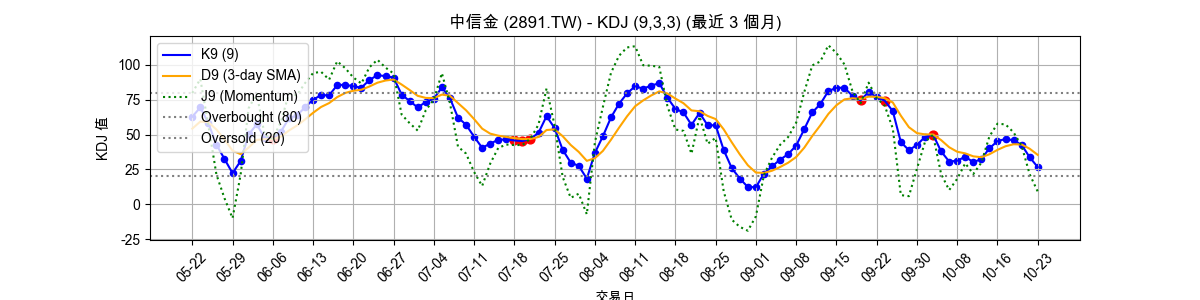 中信金 (2891.TW) - KDJ (9,3,3) (最近 3 個月)
K9 (9)
D9 (3-day SMA)
J9 (Momentum)
Overbought (80)
Oversold (20)
KDJ 值
100
75
50
25
0
-25
05-22 05-29 06-06 06-13 06-20 06-27 07-04 07-11 07-18 07-25 08-04 08-11 08-18 08-25 09-01 09-08 09-15 09-22 09-30 10-08 10-16 10-23
交易日